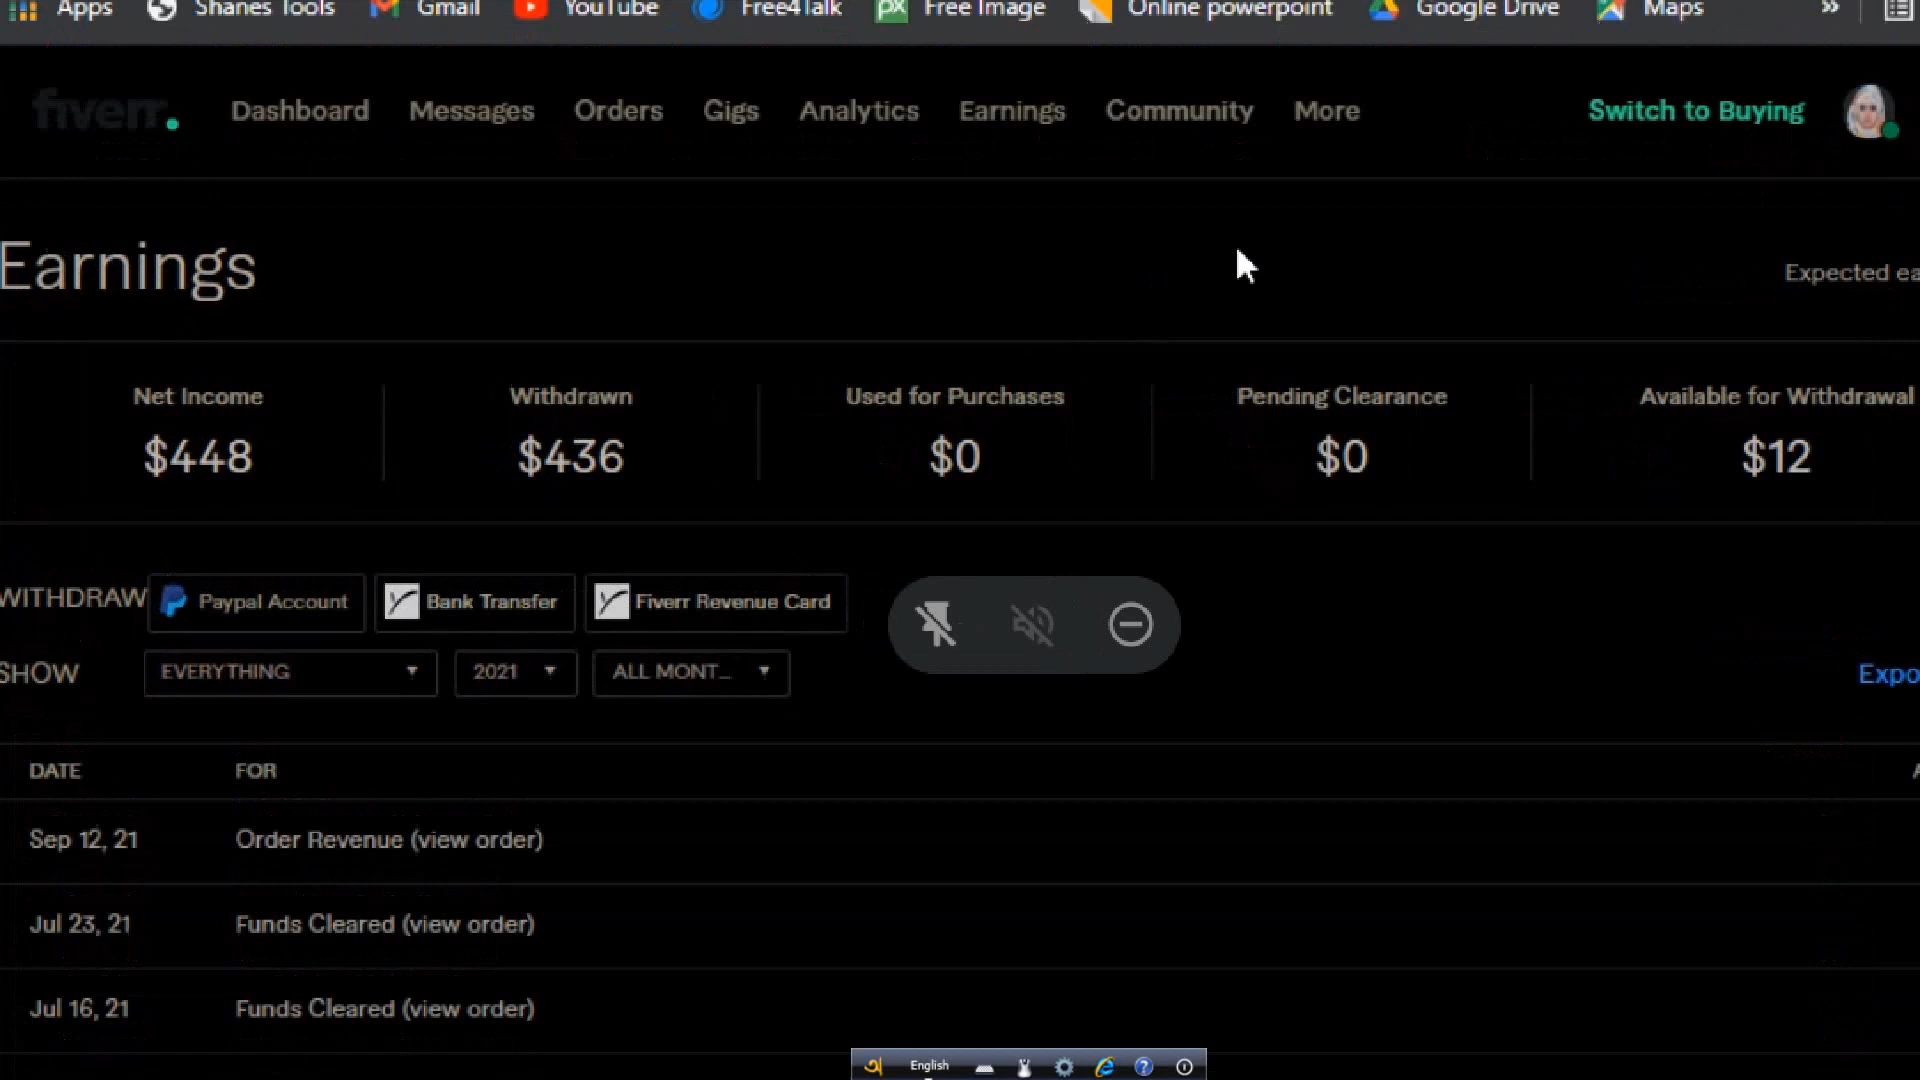 Apps Shanes Tools Gmail YouTube Free4Talk Free Image Online powerpoint Google Drive Maps »
fiverr. Dashboard Messages Orders Gigs Analytics Earnings Community More Switch to Buying
Earnings Expected ea
Net Income Withdrawn Used for Purchases Pending Clearance Available for Withdrawal
$448 $436 $0 $0 $12
WITHDRAW Paypal Account Bank Transfer Fiverr Revenue Card
SHOW EVERYTHING 2021 ALL MONT... Expo
DATE FOR A
Sep 12, 21 Order Revenue (view order)
Jul 23, 21 Funds Cleared (view order)
Jul 16, 21 Funds Cleared (view order)
অ English